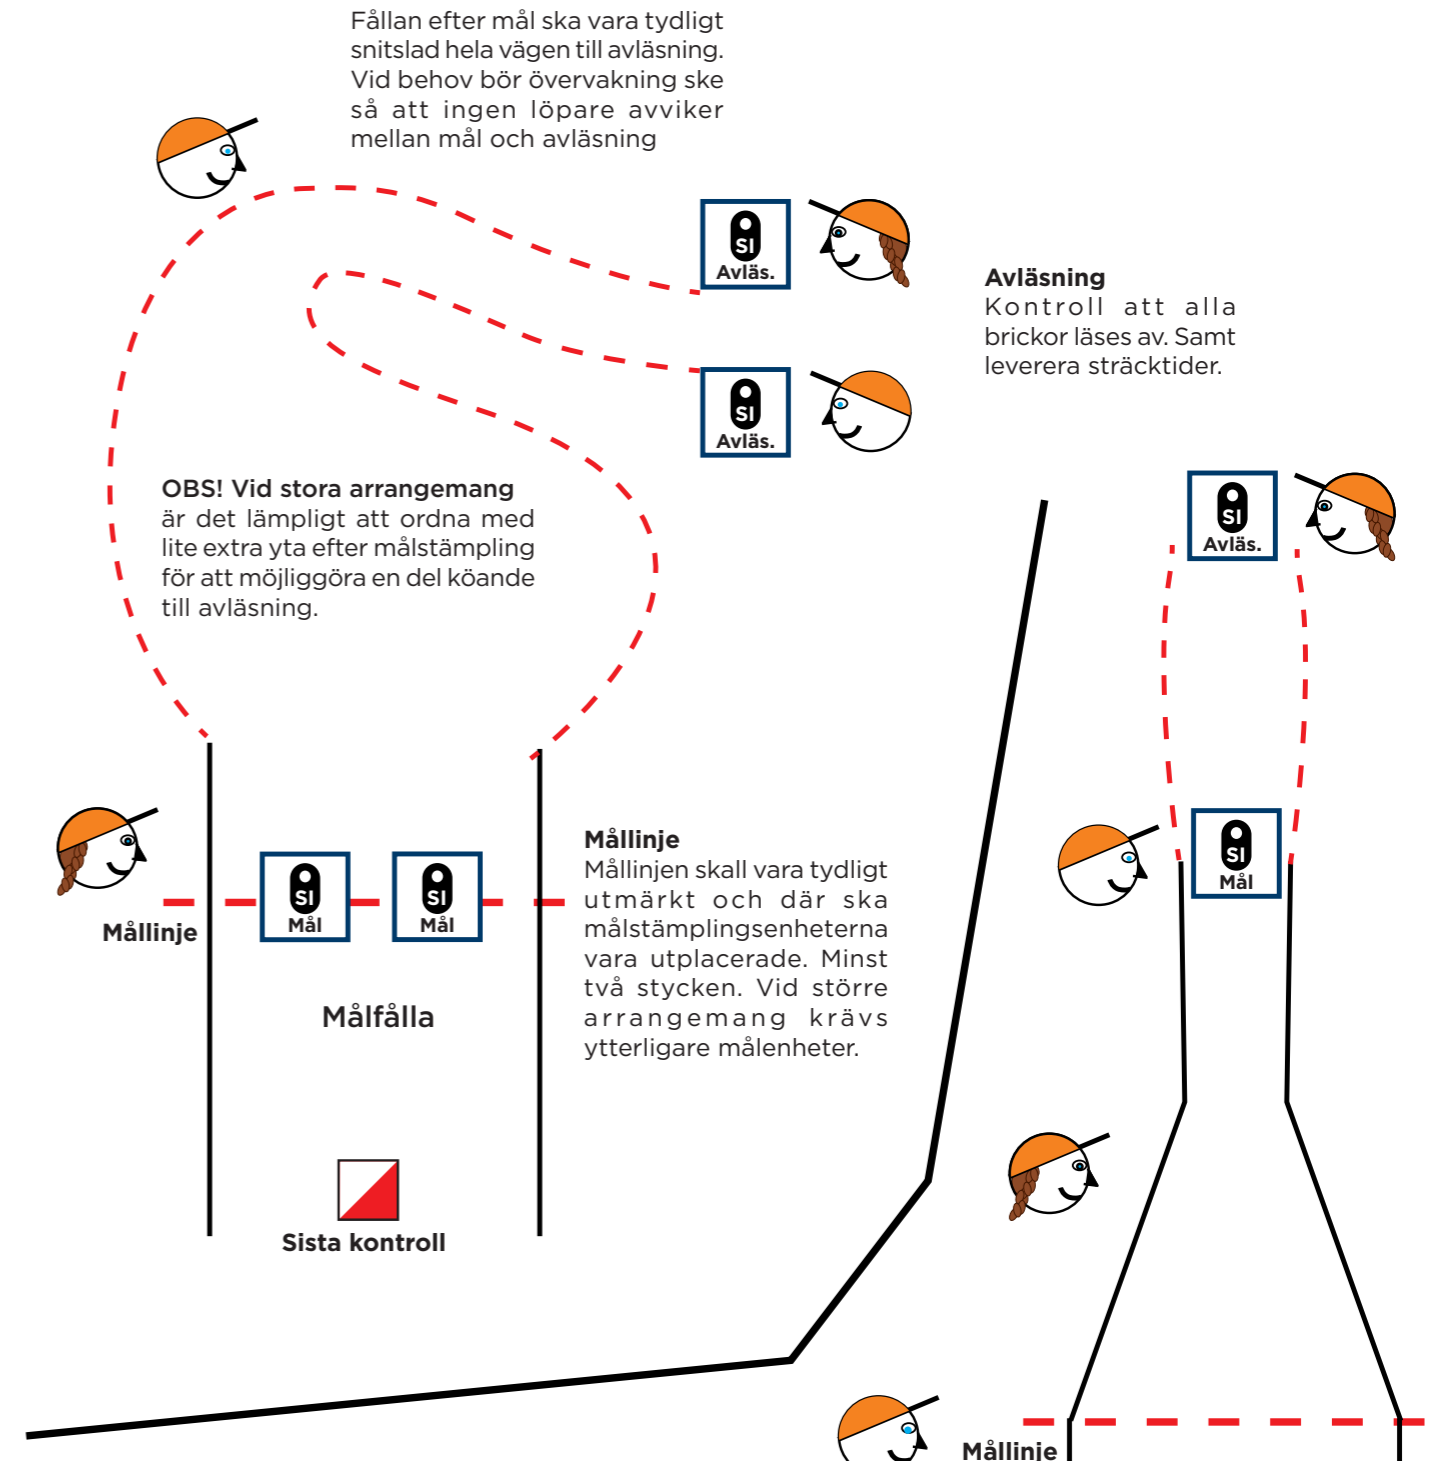 Fållan efter mål ska vara tydligt
snitslad hela vägen till avläsning.
Vid behov bör övervakning ske
så att ingen löpare avviker
mellan mål och avläsning
SI
Avläs.
Avläsning
Kontroll att alla
brickor läses av. Samt
leverera sträcktider.
SI
Avläs.
OBS! Vid stora arrangemang
är det lämpligt att ordna med
lite extra yta efter målstämpling
för att möjliggöra en del köande
till avläsning.
SI
Avläs.
Mållinje
SI
Mål
SI
Mål
Mållinje
Mållinjen skall vara tydligt
utmärkt och där ska
målstämplingsenheterna
vara utplacerade. Minst
två stycken. Vid större
arrangemang krävs
ytterligare målenheter.
SI
Mål
Målfålla
Sista kontroll
Mållinje